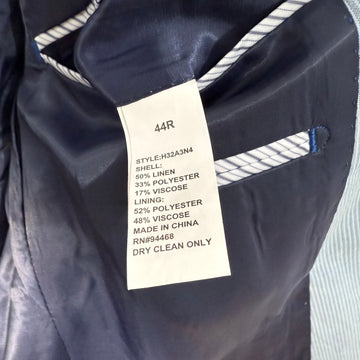 44R
STYLE:H32A3N4
SHELL:
50% LINEN
33% POLYESTER
17% VISCOSE
LINING:
52% POLYESTER
48% VISCOSE
MADE IN CHINA
RN#94468
DRY CLEAN ONLY